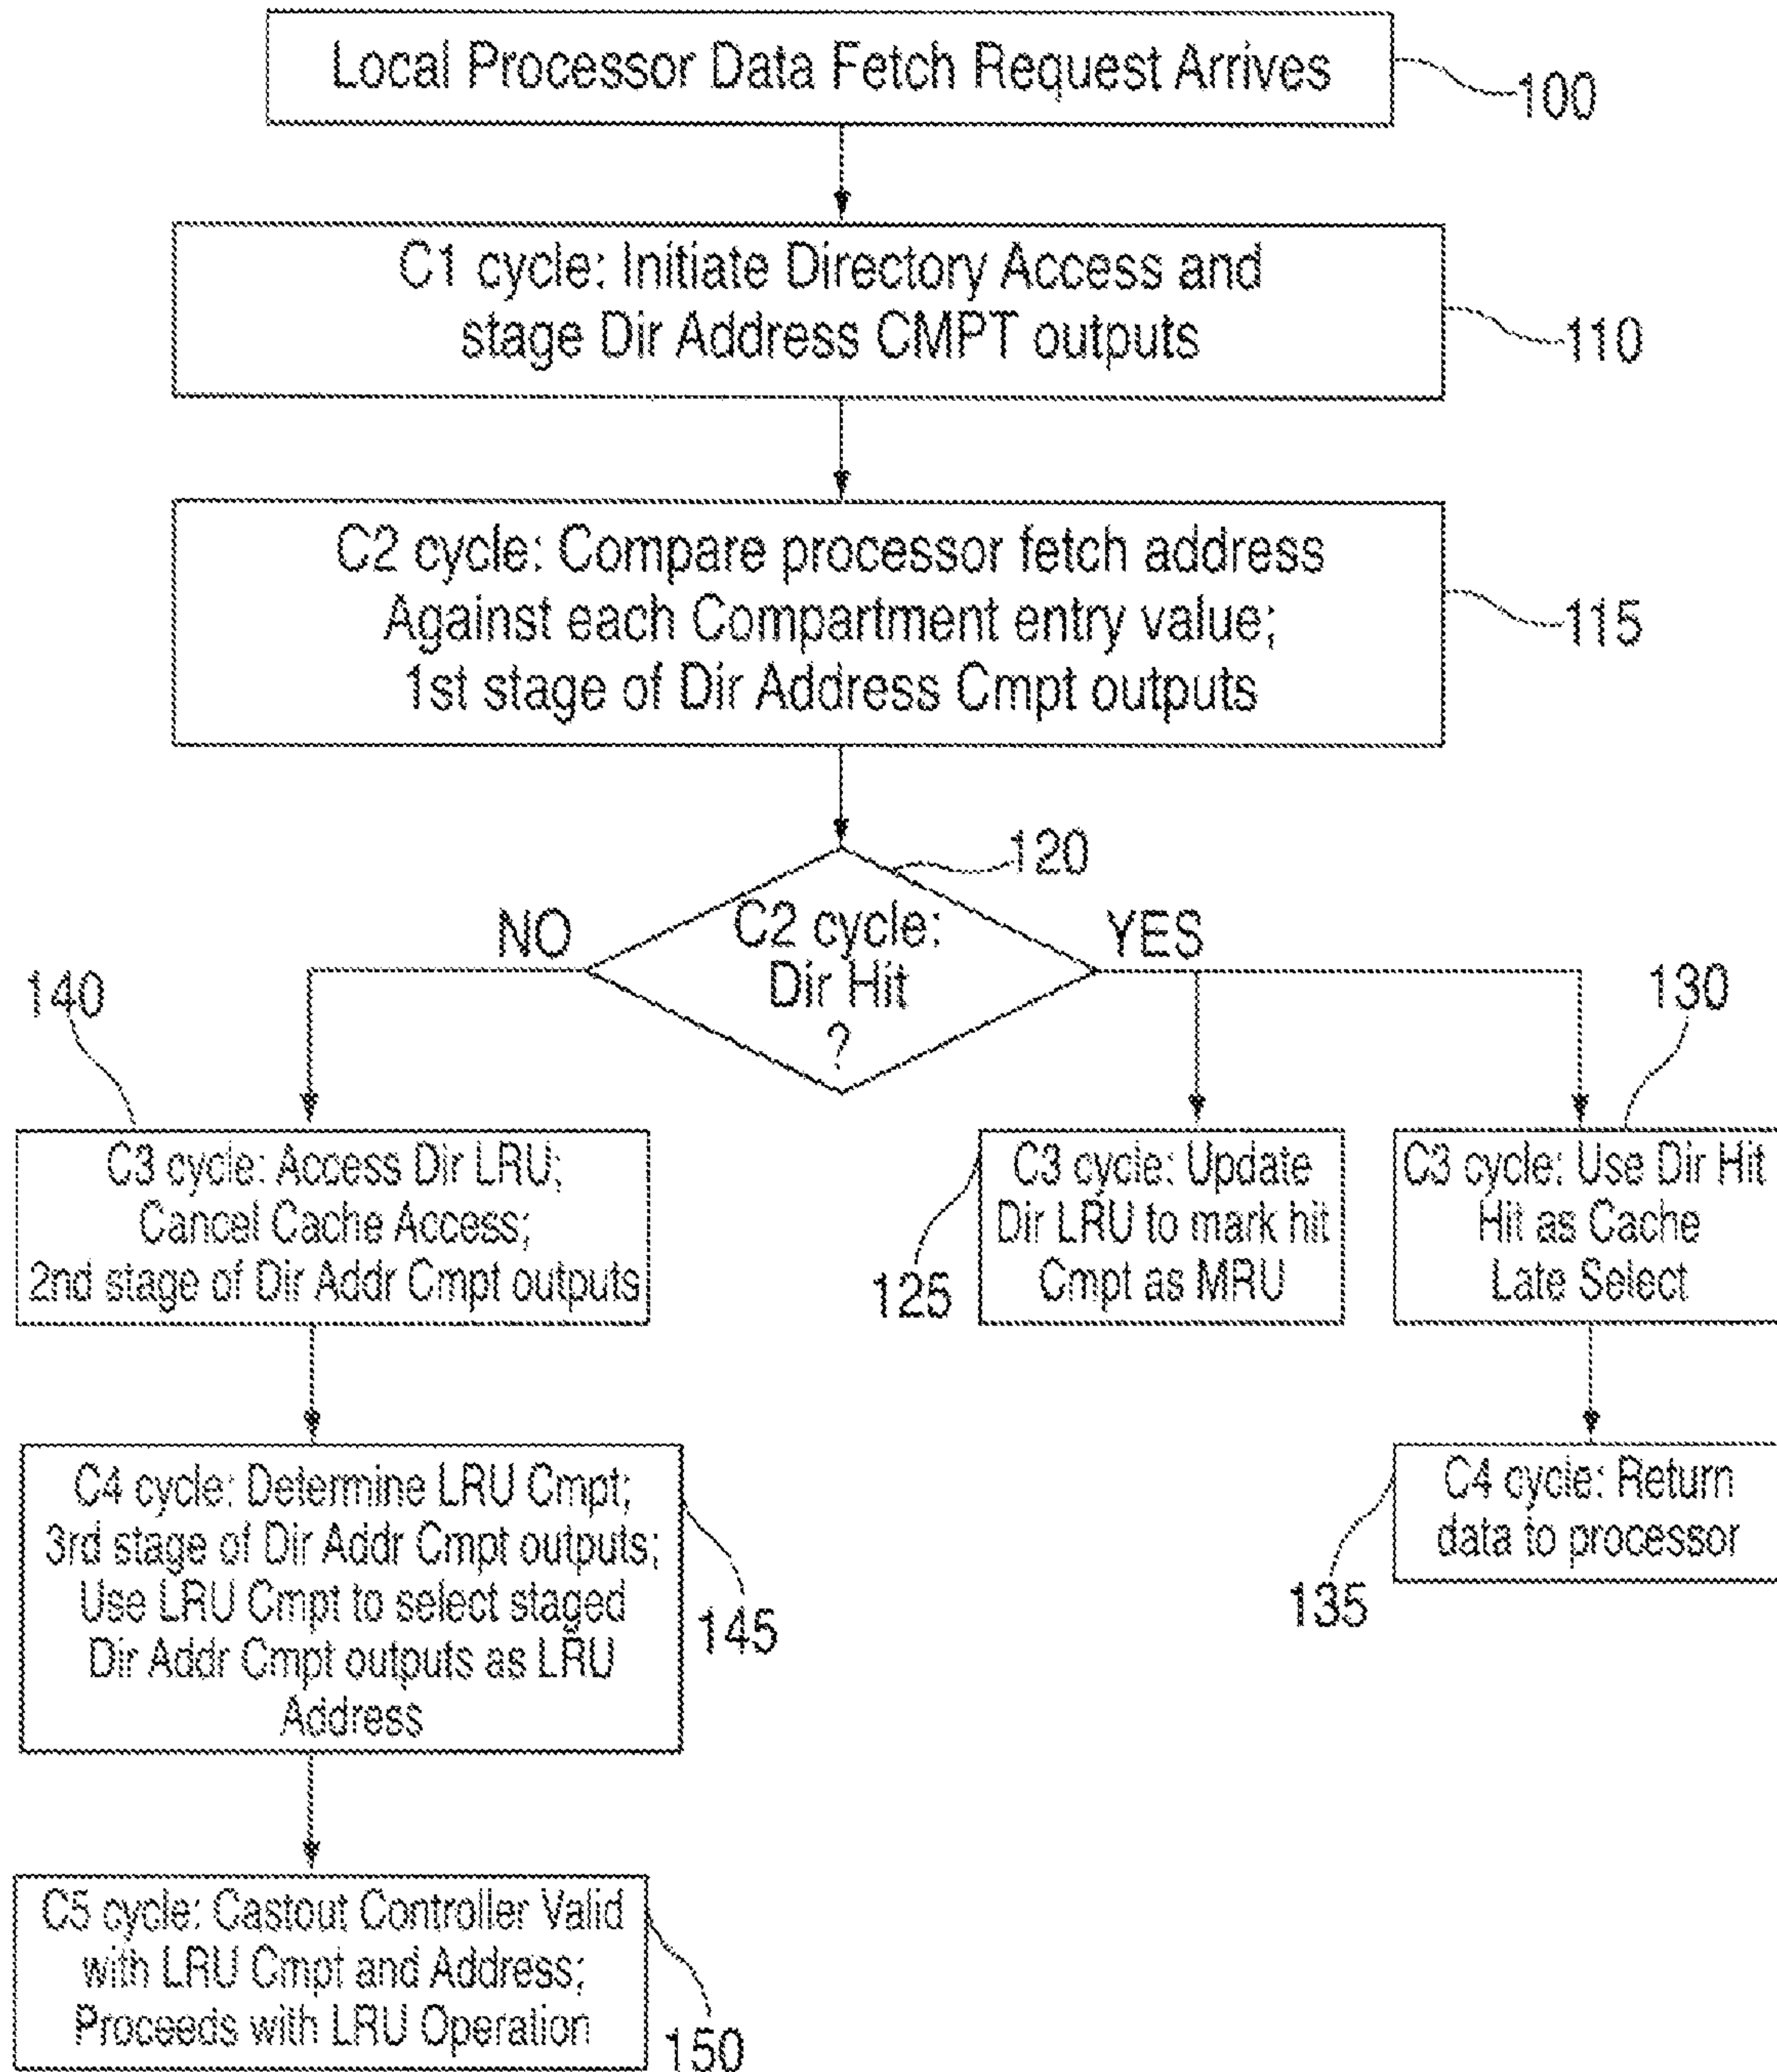 Local Processor Data Fetch Request Arrives
100
C1 cycle: Initiate Directory Access and
stage Dir Address CMPT outputs
110
C2 cycle: Compare processor fetch address
Against each Compartment entry value;
1st stage of Dir Address Cmpt outputs
115
120
C2 cycle:
Dir Hit
?
NO
YES
140
130
C3 cycle: Access Dir LRU;
Cancel Cache Access;
2nd stage of Dir Addr Cmpt outputs
C3 cycle: Update
Dir LRU to mark hit
Cmpt as MRU
125
C3 cycle: Use Dir Hit
Hit as Cache
Late Select
C4 cycle: Determine LRU Cmpt;
3rd stage of Dir Addr Cmpt outputs;
Use LRU Cmpt to select staged
Dir Addr Cmpt outputs as LRU
Address
145
C4 cycle: Return
data to processor
135
C5 cycle: Castout Controller Valid
with LRU Cmpt and Address;
Proceeds with LRU Operation
150